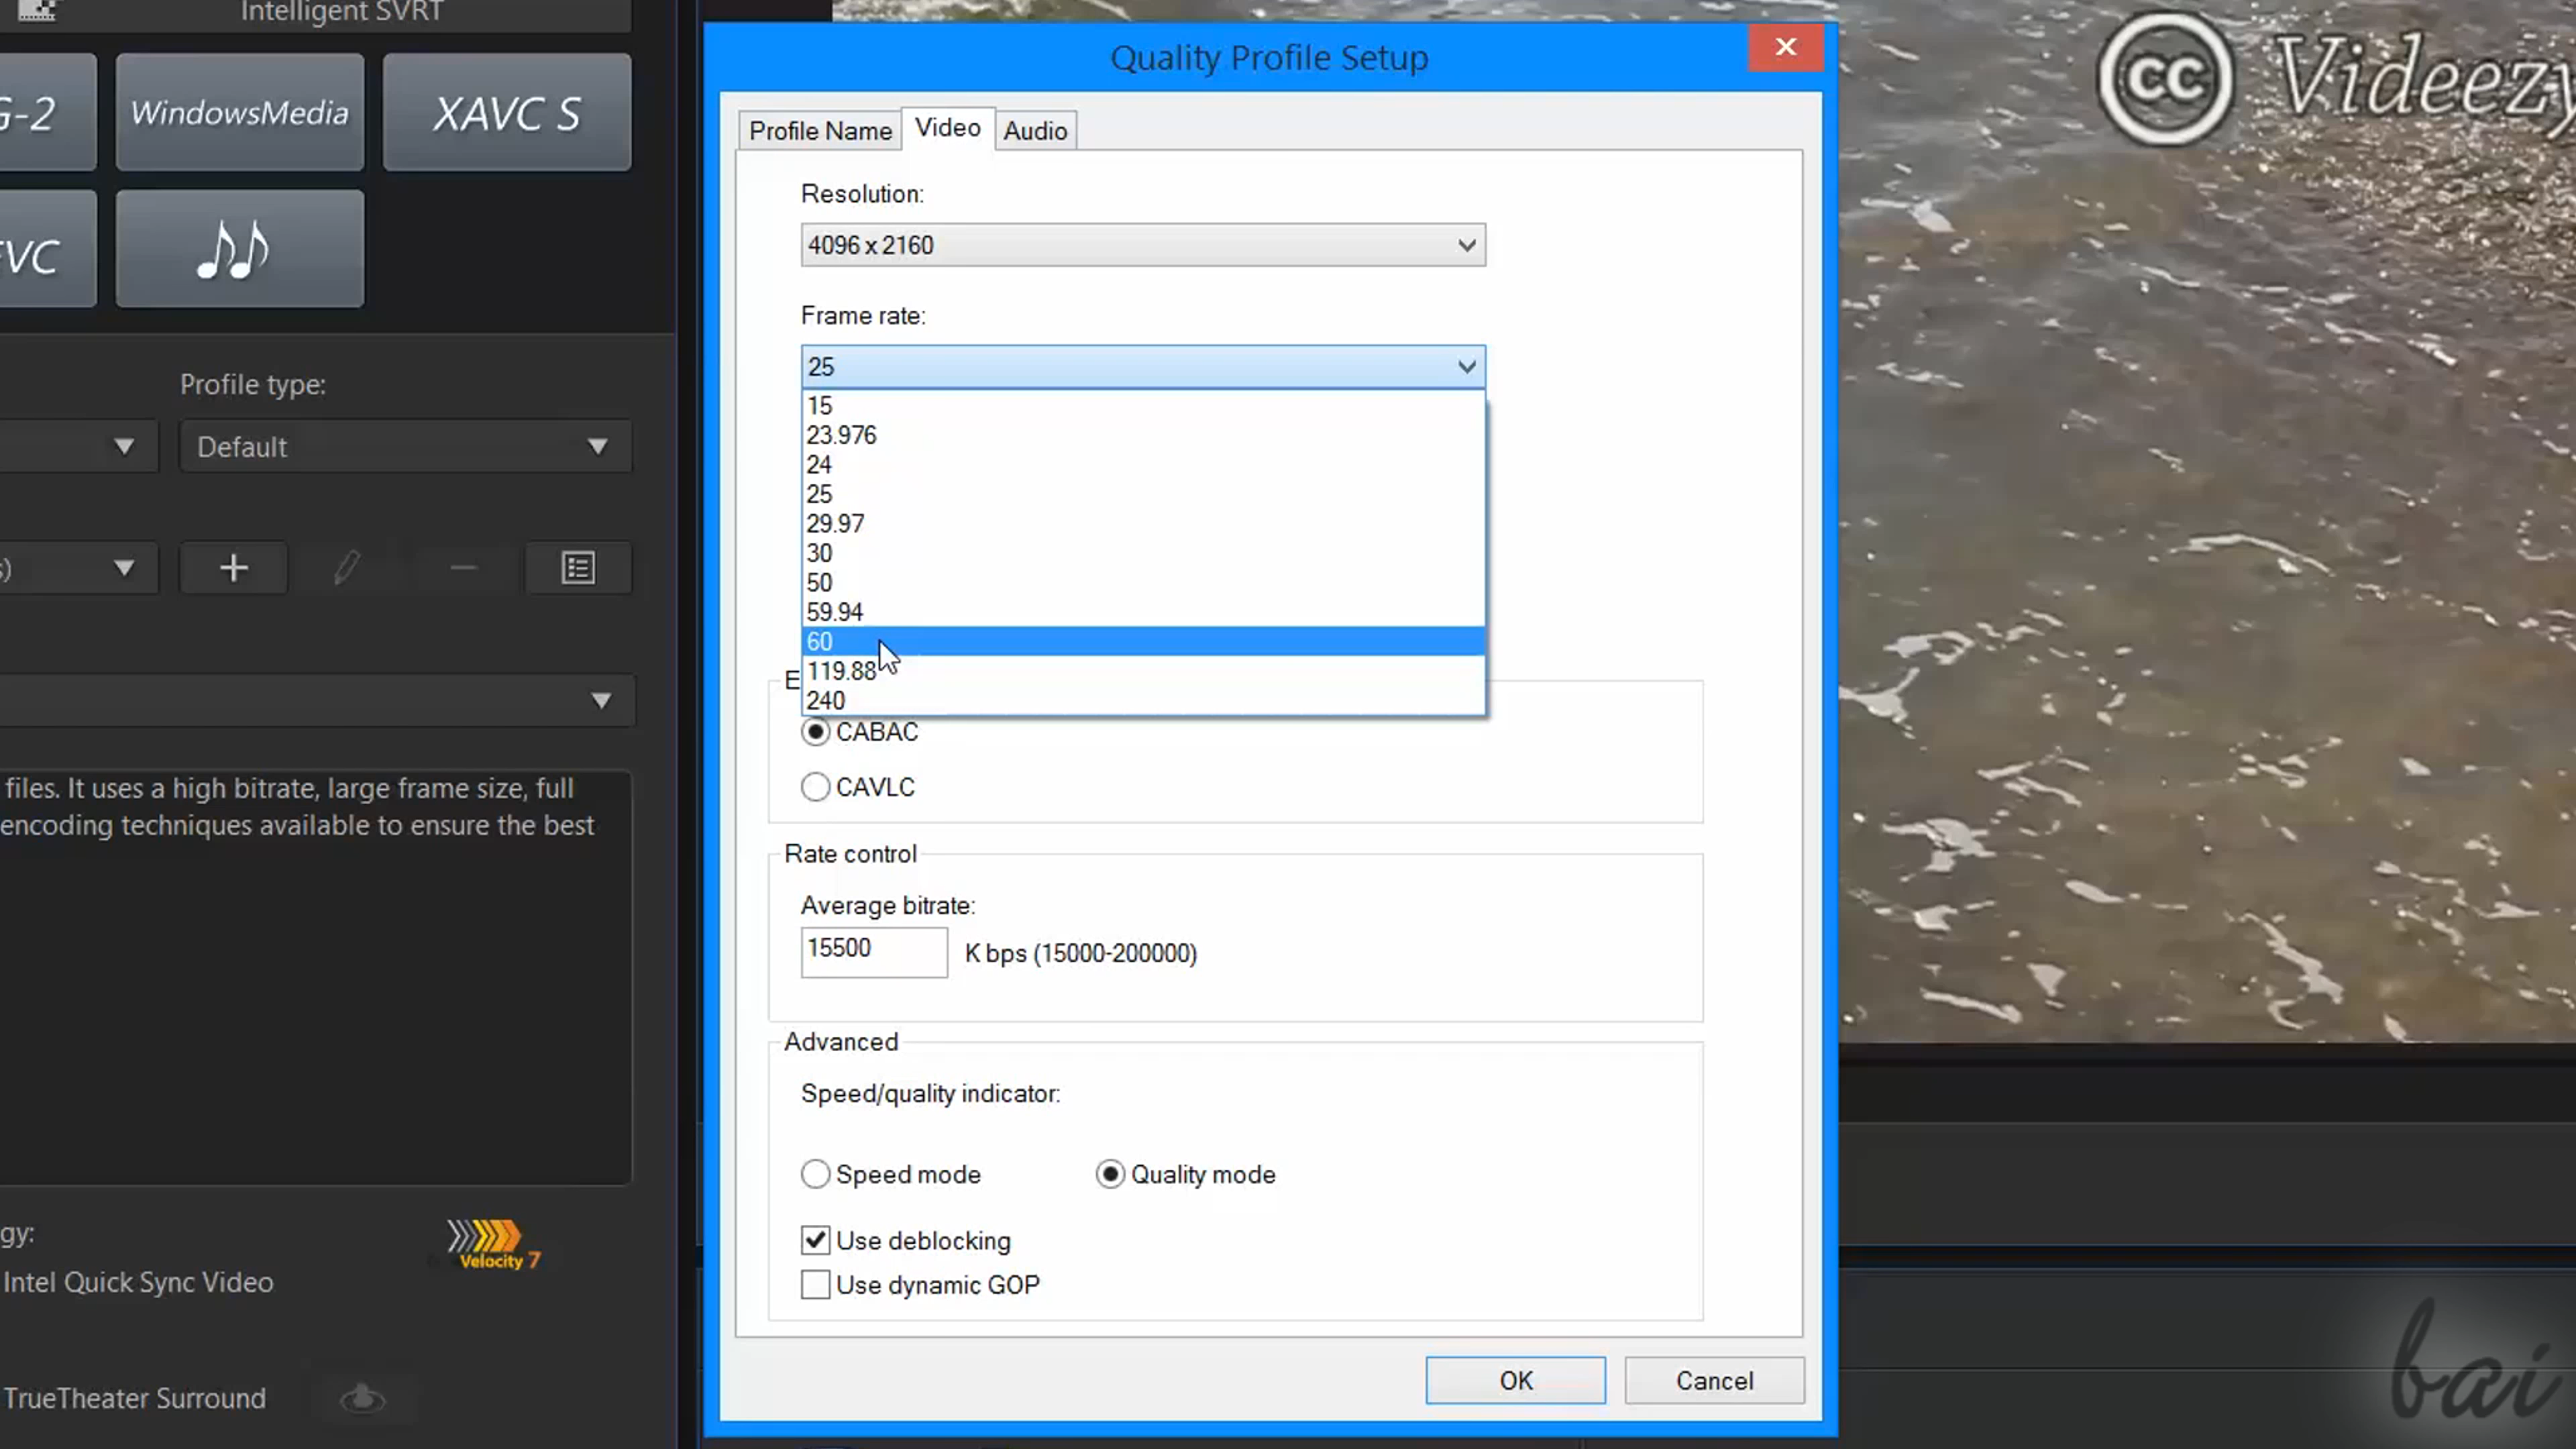 Intelligent SVRT
G-2
WindowsMedia
XAVC S
VC
Profile type:
Default
s)
files. It uses a high bitrate, large frame size, full
encoding techniques available to ensure the best
gy:
Velocity 7
Intel Quick Sync Video
TrueTheater Surround
Quality Profile Setup
Profile Name
Video
Audio
Resolution:
4096 x 2160
Frame rate:
25
15
23.976
24
25
29.97
30
50
59.94
60
119.88
240
E
CABAC
CAVLC
Rate control
Average bitrate:
15500
K bps (15000-200000)
Advanced
Speed/quality indicator:
Speed mode
Quality mode
Use deblocking
Use dynamic GOP
OK
Cancel
cc Videezy
bai